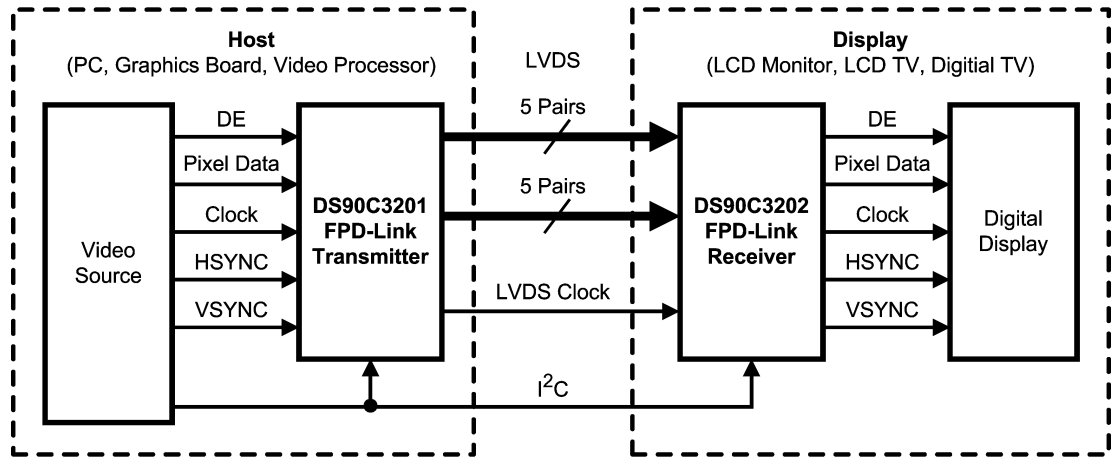 Host
(PC, Graphics Board, Video Processor)
Video
Source
DE
Pixel Data
Clock
HSYNC
VSYNC
DS90C3201
FPD-Link
Transmitter
LVDS
5 Pairs
5 Pairs
LVDS Clock
I²C
Display
(LCD Monitor, LCD TV, Digitial TV)
DS90C3202
FPD-Link
Receiver
DE
Pixel Data
Clock
HSYNC
VSYNC
Digital
Display